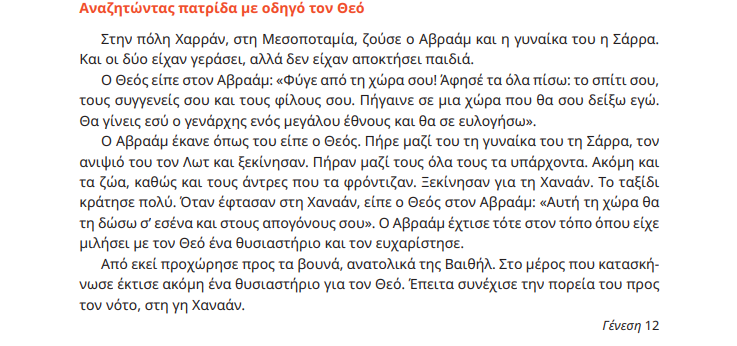 Αναζητώντας πατρίδα με οδηγό τον Θεό
Στην πόλη Χαρράν, στη Μεσοποταμία, ζούσε ο Αβραάμ και η γυναίκα του η Σάρρα.
Και οι δύο είχαν γεράσει, αλλά δεν είχαν αποκτήσει παιδιά.
Ο Θεός είπε στον Αβραάμ: «Φύγε από τη χώρα σου! Άφησέ τα όλα πίσω: το σπίτι σου,
τους συγγενείς σου και τους φίλους σου. Πήγαινε σε μια χώρα που θα σου δείξω εγώ.
Θα γίνεις εσύ ο γενάρχης ενός μεγάλου έθνους και θα σε ευλογήσω».
Ο Αβραάμ έκανε όπως του είπε ο Θεός. Πήρε μαζί του τη γυναίκα του τη Σάρρα, τον
ανιψιό του τον Λωτ και ξεκίνησαν. Πήραν μαζί τους όλα τους τα υπάρχοντα. Ακόμη και
τα ζώα, καθώς και τους άντρες που τα φρόντιζαν. Ξεκίνησαν για τη Χαναάν. Το ταξίδι
κράτησε πολύ. Όταν έφτασαν στη Χαναάν, είπε ο Θεός στον Αβραάμ: «Αυτή τη χώρα θα
τη δώσω σ’ εσένα και στους απογόνους σου». Ο Αβραάμ έχτισε τότε στον τόπο όπου είχε
μιλήσει με τον Θεό ένα θυσιαστήριο και τον ευχαρίστησε.
Από εκεί προχώρησε προς τα βουνά, ανατολικά της Βαιθήλ. Στο μέρος που κατασκή-
νωσε έκτισε ακόμη ένα θυσιαστήριο για τον Θεό. Έπειτα συνέχισε την πορεία του προς
τον νότο, στη γη Χαναάν.
Γένεση 12